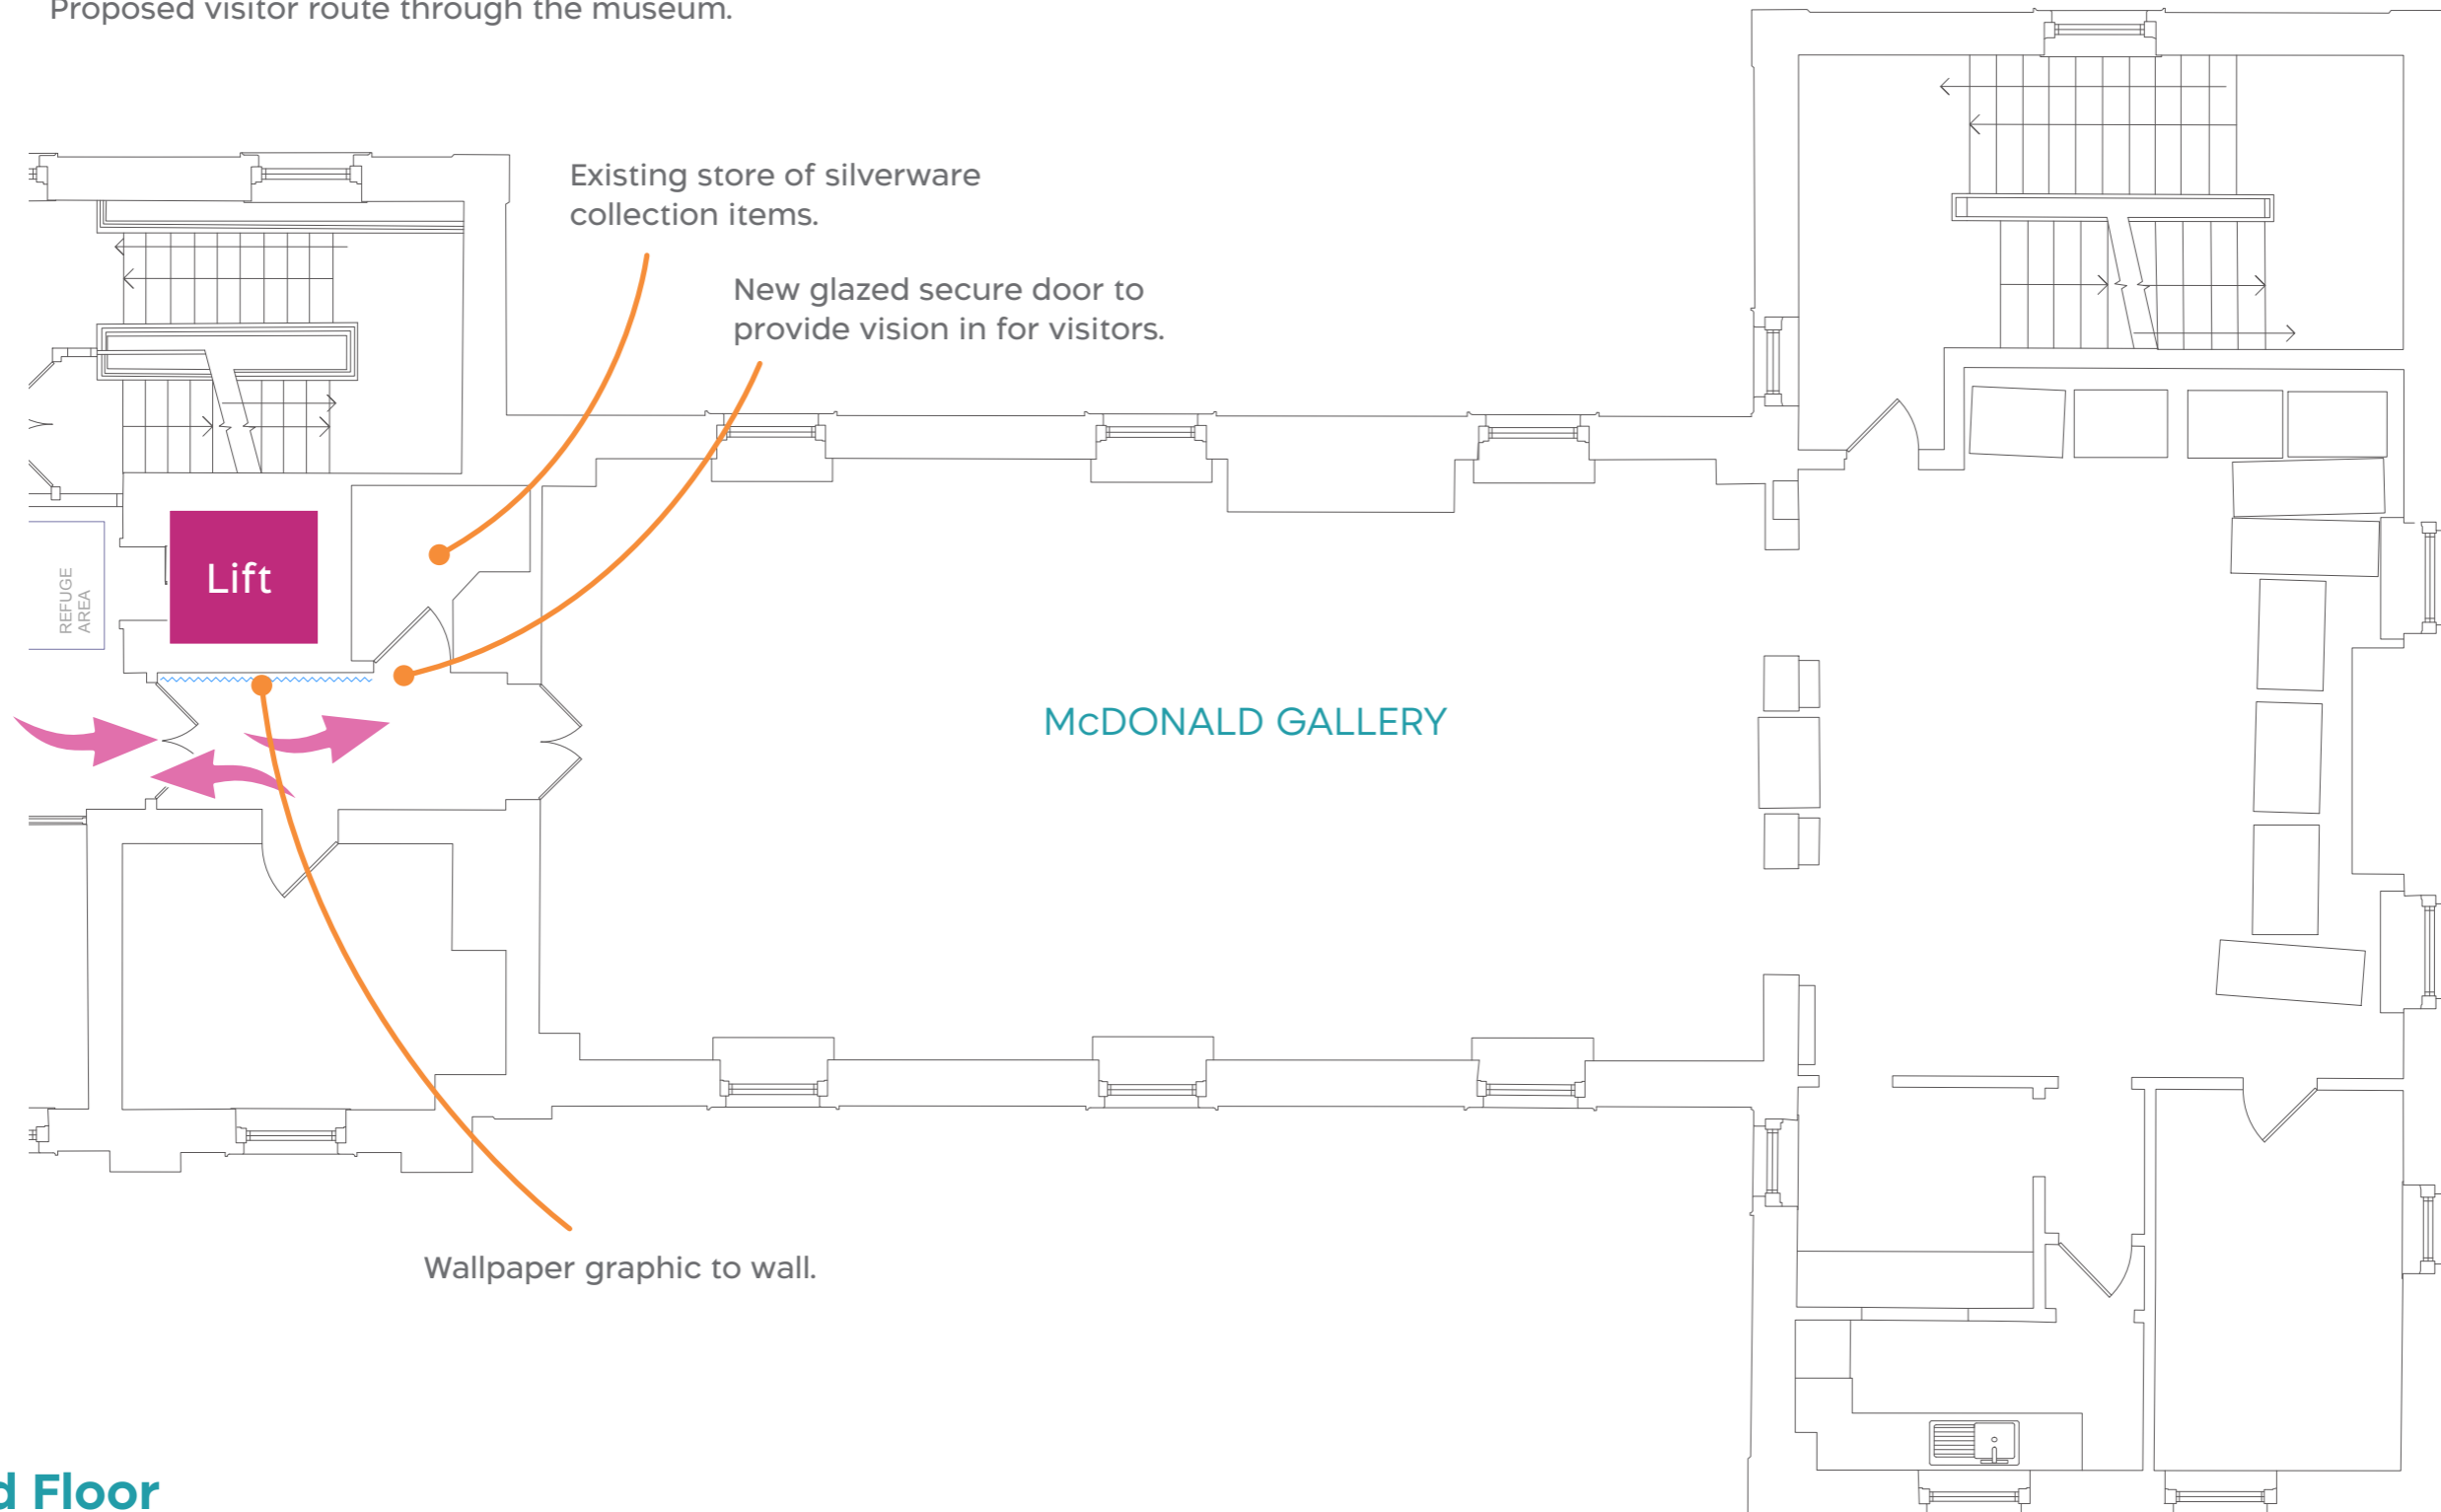 Proposed visitor route through the museum.
Existing store of silverware
collection items.
New glazed secure door to
provide vision in for visitors.
Lift
REFUGE
AREA
McDONALD GALLERY
Wallpaper graphic to wall.
d Floor